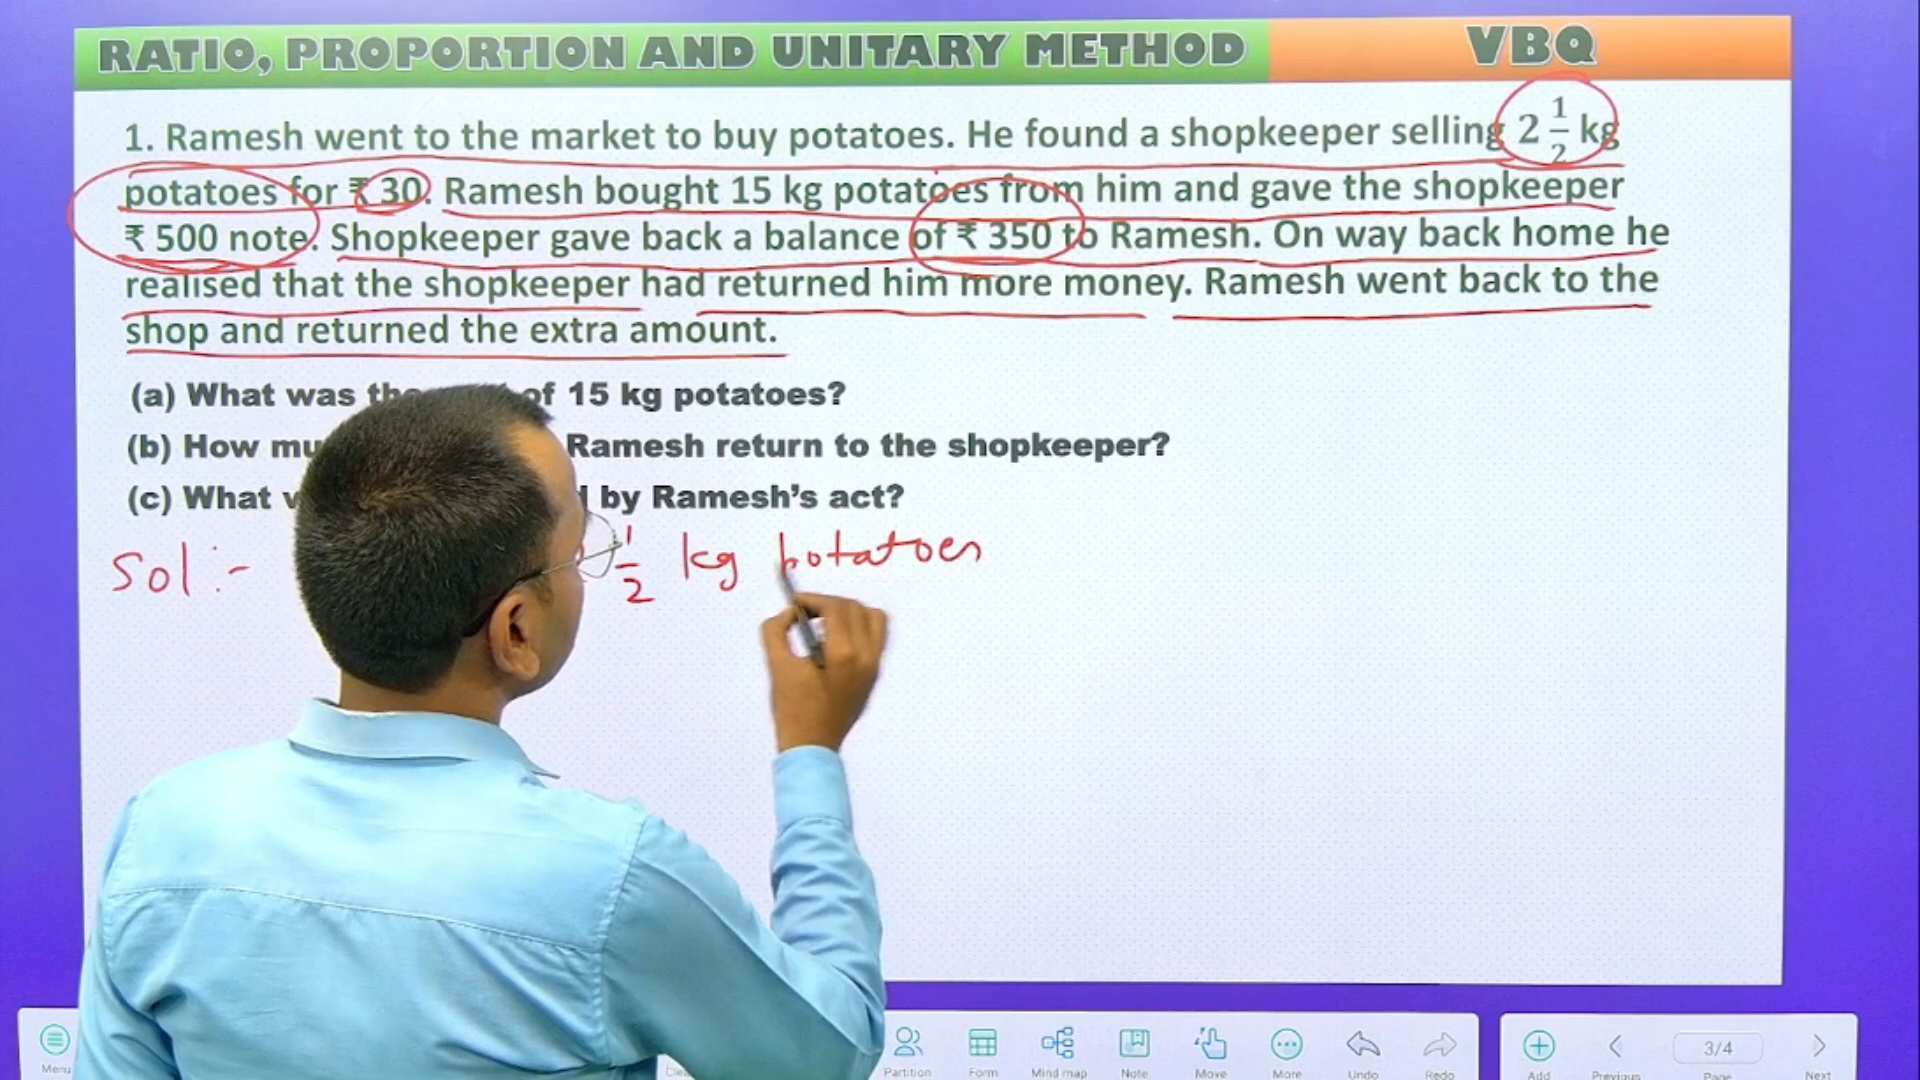 RATIO, PROPORTION AND UNITARY METHOD VBQ
1. Ramesh went to the market to buy potatoes. He found a shopkeeper selling 2 1/2 kg
potatoes for ₹ 30. Ramesh bought 15 kg potatoes from him and gave the shopkeeper
₹ 500 note. Shopkeeper gave back a balance of ₹ 350 to Ramesh. On way back home he
realised that the shopkeeper had returned him more money. Ramesh went back to the
shop and returned the extra amount.
(a) What was of 15 kg potatoes?
(b) How Ramesh return to the shopkeeper?
(c) What by Ramesh's act?
Sol :- 1/2 kg potatoes
Menu Partition Form Mind map Note Move More Undo Redo Add Previous 3/4 Page Next